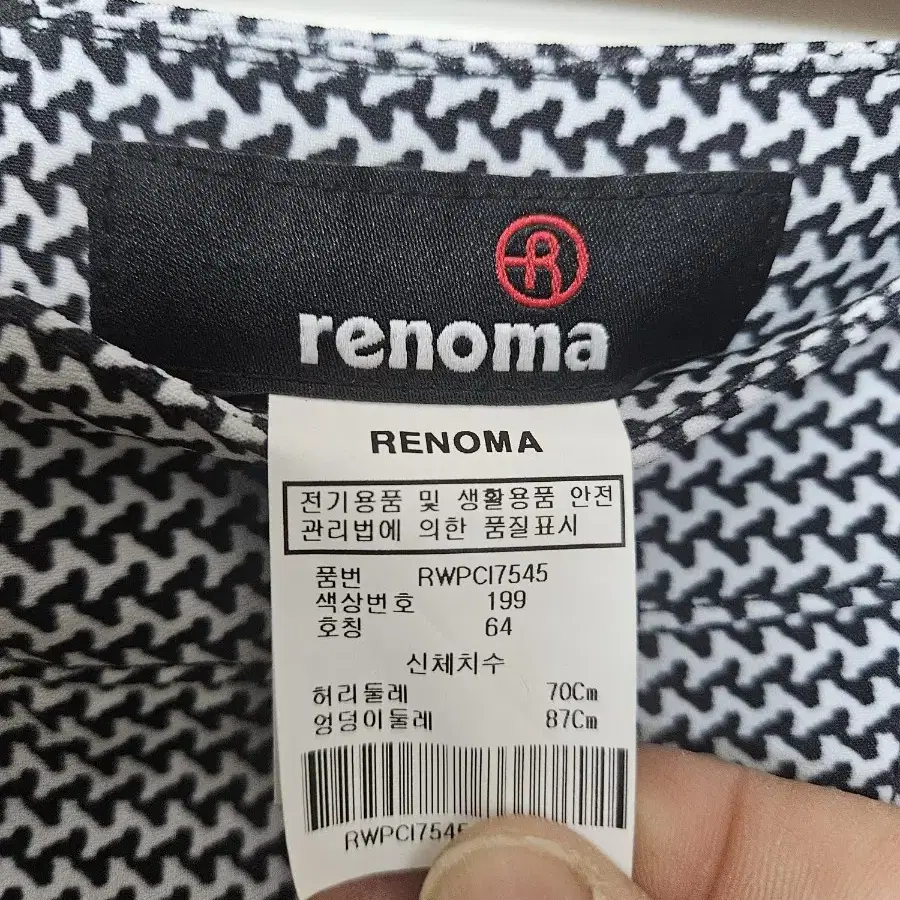 R
renoma
RENOMA
전기용품 및 생활용품 안전
관리법에 의한 품질표시
품번 RWPCI7545
색상번호 199
호칭 64
신체치수
허리둘레 70Cm
엉덩이둘레 87Cm
RWPCI7545